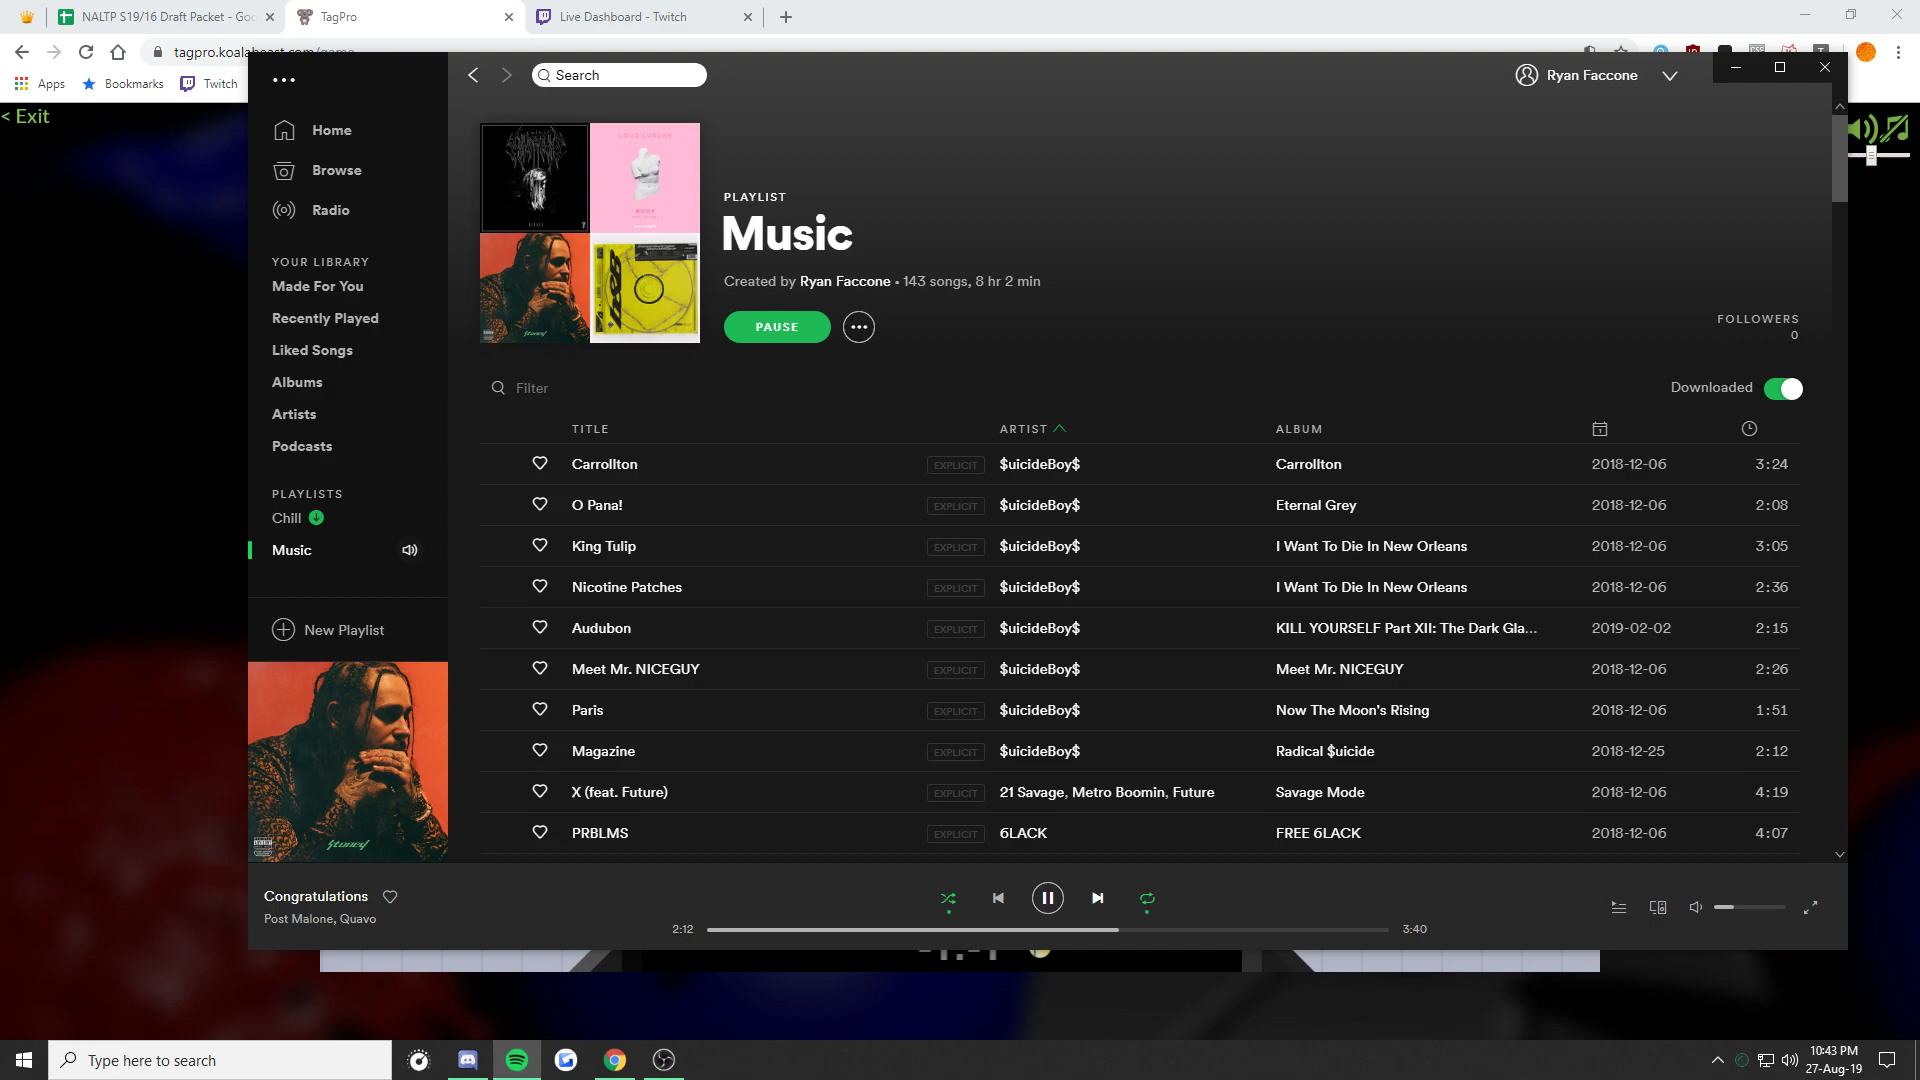 NALTP S19/16 Draft Packet - Goo
TagPro
Live Dashboard - Twitch
tagpro.koalabeast.com/game
Apps
Bookmarks
Twitch
< Exit
Search
Ryan Faccone
Home
Browse
Radio
YOUR LIBRARY
Made For You
Recently Played
Liked Songs
Albums
Artists
Podcasts
PLAYLISTS
Chill
Music
New Playlist
LOUD LUXURY
BODY
stoney
PLAYLIST
Music
Created by Ryan Faccone • 143 songs, 8 hr 2 min
PAUSE
FOLLOWERS
0
Filter
Downloaded
TITLE ARTIST ALBUM
Carrollton EXPLICIT $uicideBoy$ Carrollton 2018-12-06 3:24
O Pana! EXPLICIT $uicideBoy$ Eternal Grey 2018-12-06 2:08
King Tulip EXPLICIT $uicideBoy$ I Want To Die In New Orleans 2018-12-06 3:05
Nicotine Patches EXPLICIT $uicideBoy$ I Want To Die In New Orleans 2018-12-06 2:36
Audubon EXPLICIT $uicideBoy$ KILL YOURSELF Part XII: The Dark Gla... 2019-02-02 2:15
Meet Mr. NICEGUY EXPLICIT $uicideBoy$ Meet Mr. NICEGUY 2018-12-06 2:26
Paris EXPLICIT $uicideBoy$ Now The Moon's Rising 2018-12-06 1:51
Magazine EXPLICIT $uicideBoy$ Radical $uicide 2018-12-25 2:12
X (feat. Future) EXPLICIT 21 Savage, Metro Boomin, Future Savage Mode 2018-12-06 4:19
PRBLMS EXPLICIT 6LACK FREE 6LACK 2018-12-06 4:07
stoney
Congratulations
Post Malone, Quavo
2:12
3:40
Type here to search
10:43 PM
27-Aug-19